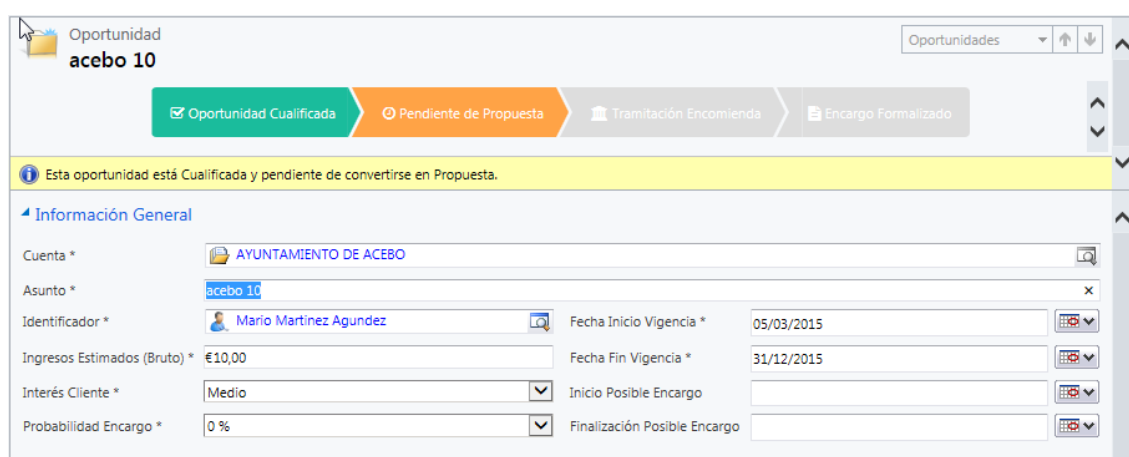 Oportunidad
acebo 10
Oportunidades
Oportunidad Cualificada
Pendiente de Propuesta
Tramitación Encomienda
Encargo Formalizado
Esta oportunidad está Cualificada y pendiente de convertirse en Propuesta.
Información General
Cuenta *
AYUNTAMIENTO DE ACEBO
Asunto *
acebo 10
Identificador *
Mario Martinez Agundez
Fecha Inicio Vigencia *
05/03/2015
Ingresos Estimados (Bruto) *
€10,00
Fecha Fin Vigencia *
31/12/2015
Interés Cliente *
Medio
Inicio Posible Encargo
Probabilidad Encargo *
0 %
Finalización Posible Encargo